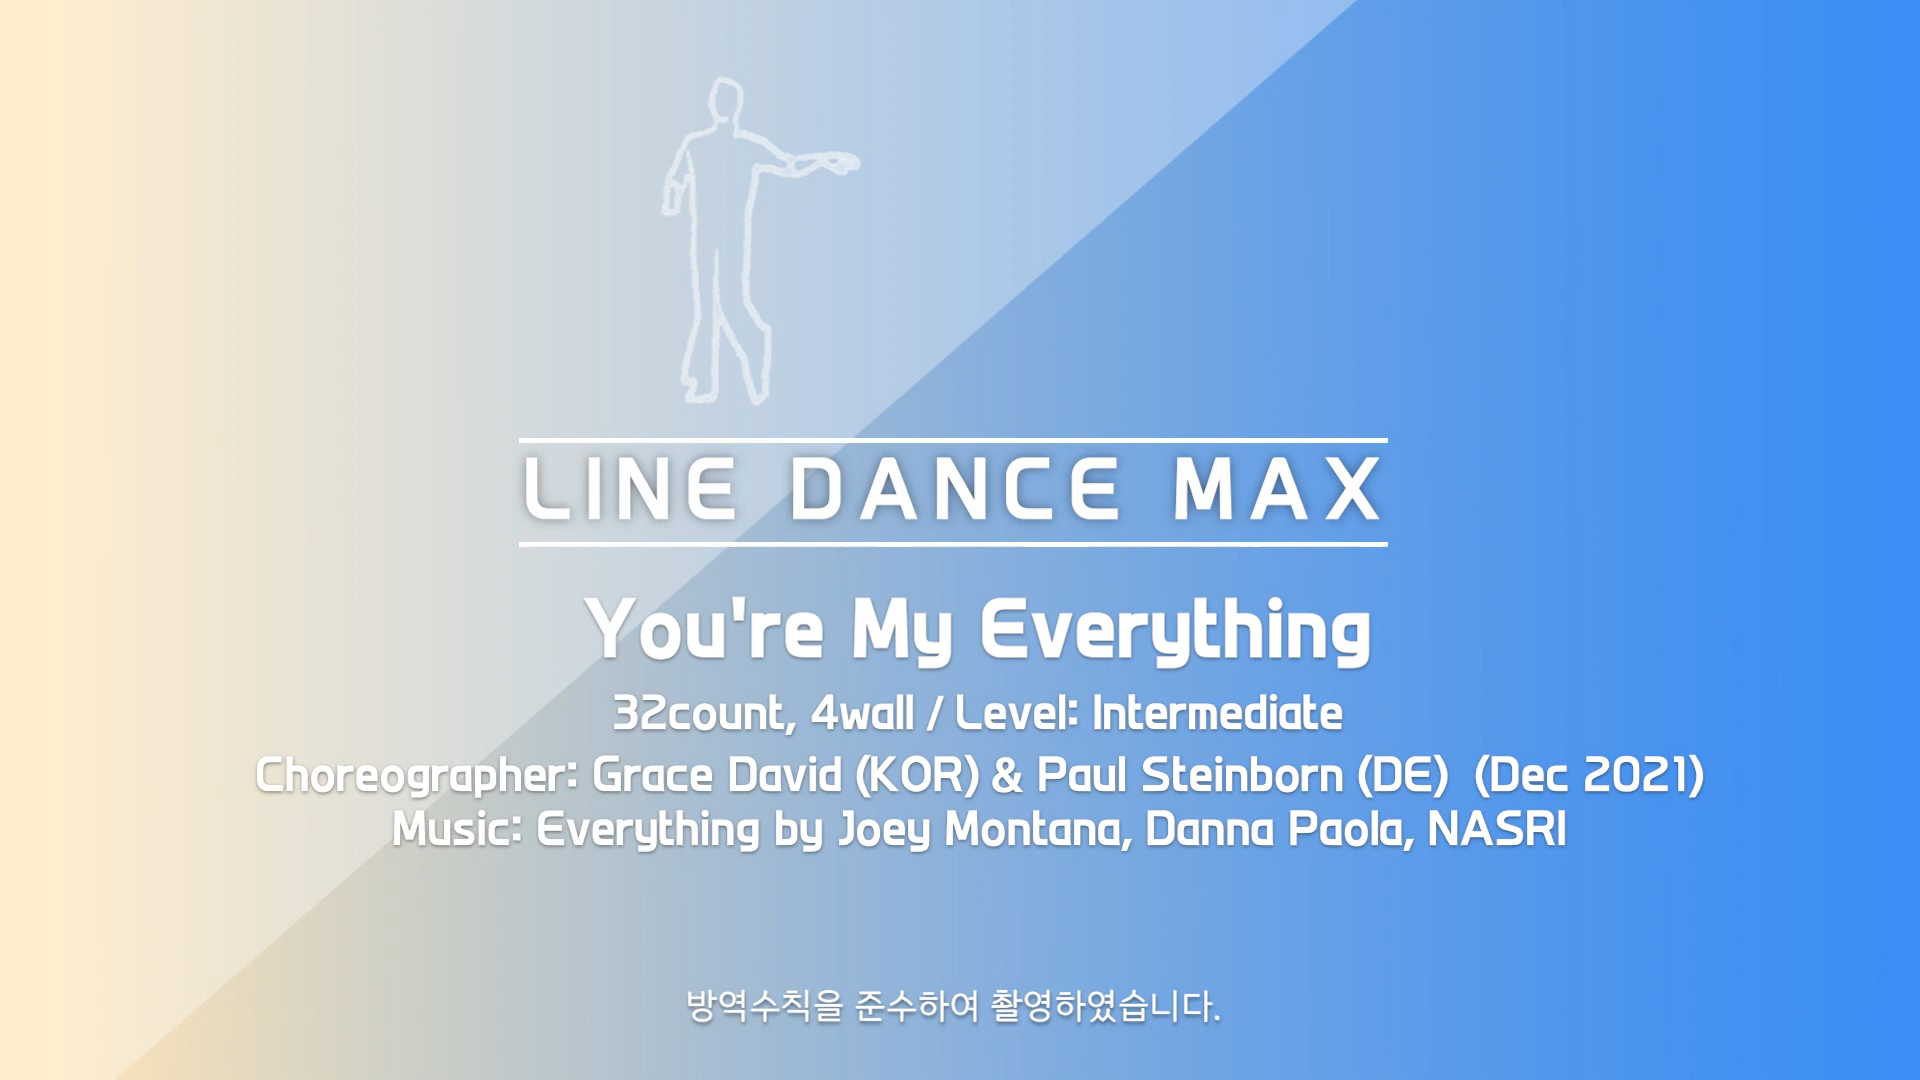 LINE DANCE MAX
You're My Everything
32count, 4wall / Level: Intermediate
Choreographer: Grace David (KOR) & Paul Steinborn (DE) (Dec 2021)
Music: Everything by Joey Montana, Danna Paola, NASRI
방역수칙을 준수하여 촬영하였습니다.